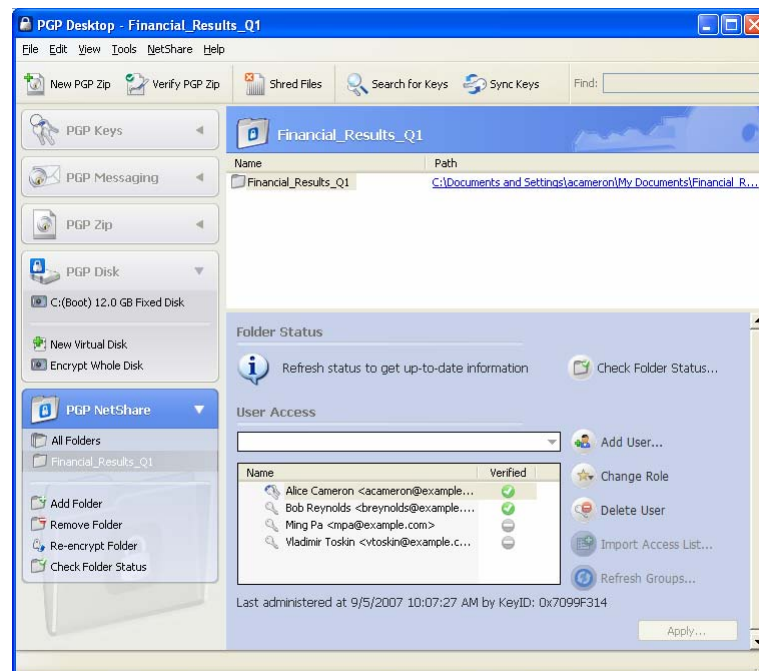 PGP Desktop - Financial_Results_Q1
File Edit View Tools NetShare Help
New PGP Zip Verify PGP Zip Shred Files Search for Keys Sync Keys Find:
PGP Keys
PGP Messaging
PGP Zip
PGP Disk
C:(Boot) 12.0 GB Fixed Disk
New Virtual Disk
Encrypt Whole Disk
PGP NetShare
All Folders
Financial_Results_Q1
Add Folder
Remove Folder
Re-encrypt Folder
Check Folder Status
Financial_Results_Q1
Name Path
Financial_Results_Q1 C:\Documents and Settings\acameron\My Documents\Financial_R...
Folder Status
Refresh status to get up-to-date information
Check Folder Status...
User Access
Add User...
Change Role
Delete User
Import Access List...
Refresh Groups...
Name Verified
Alice Cameron <acameron@example...
Bob Reynolds <breynolds@example....
Ming Pa <mpa@example.com>
Vladimir Toskin <vtoskin@example.c...
Last administered at 9/5/2007 10:07:27 AM by KeyID: 0x7099F314
Apply...